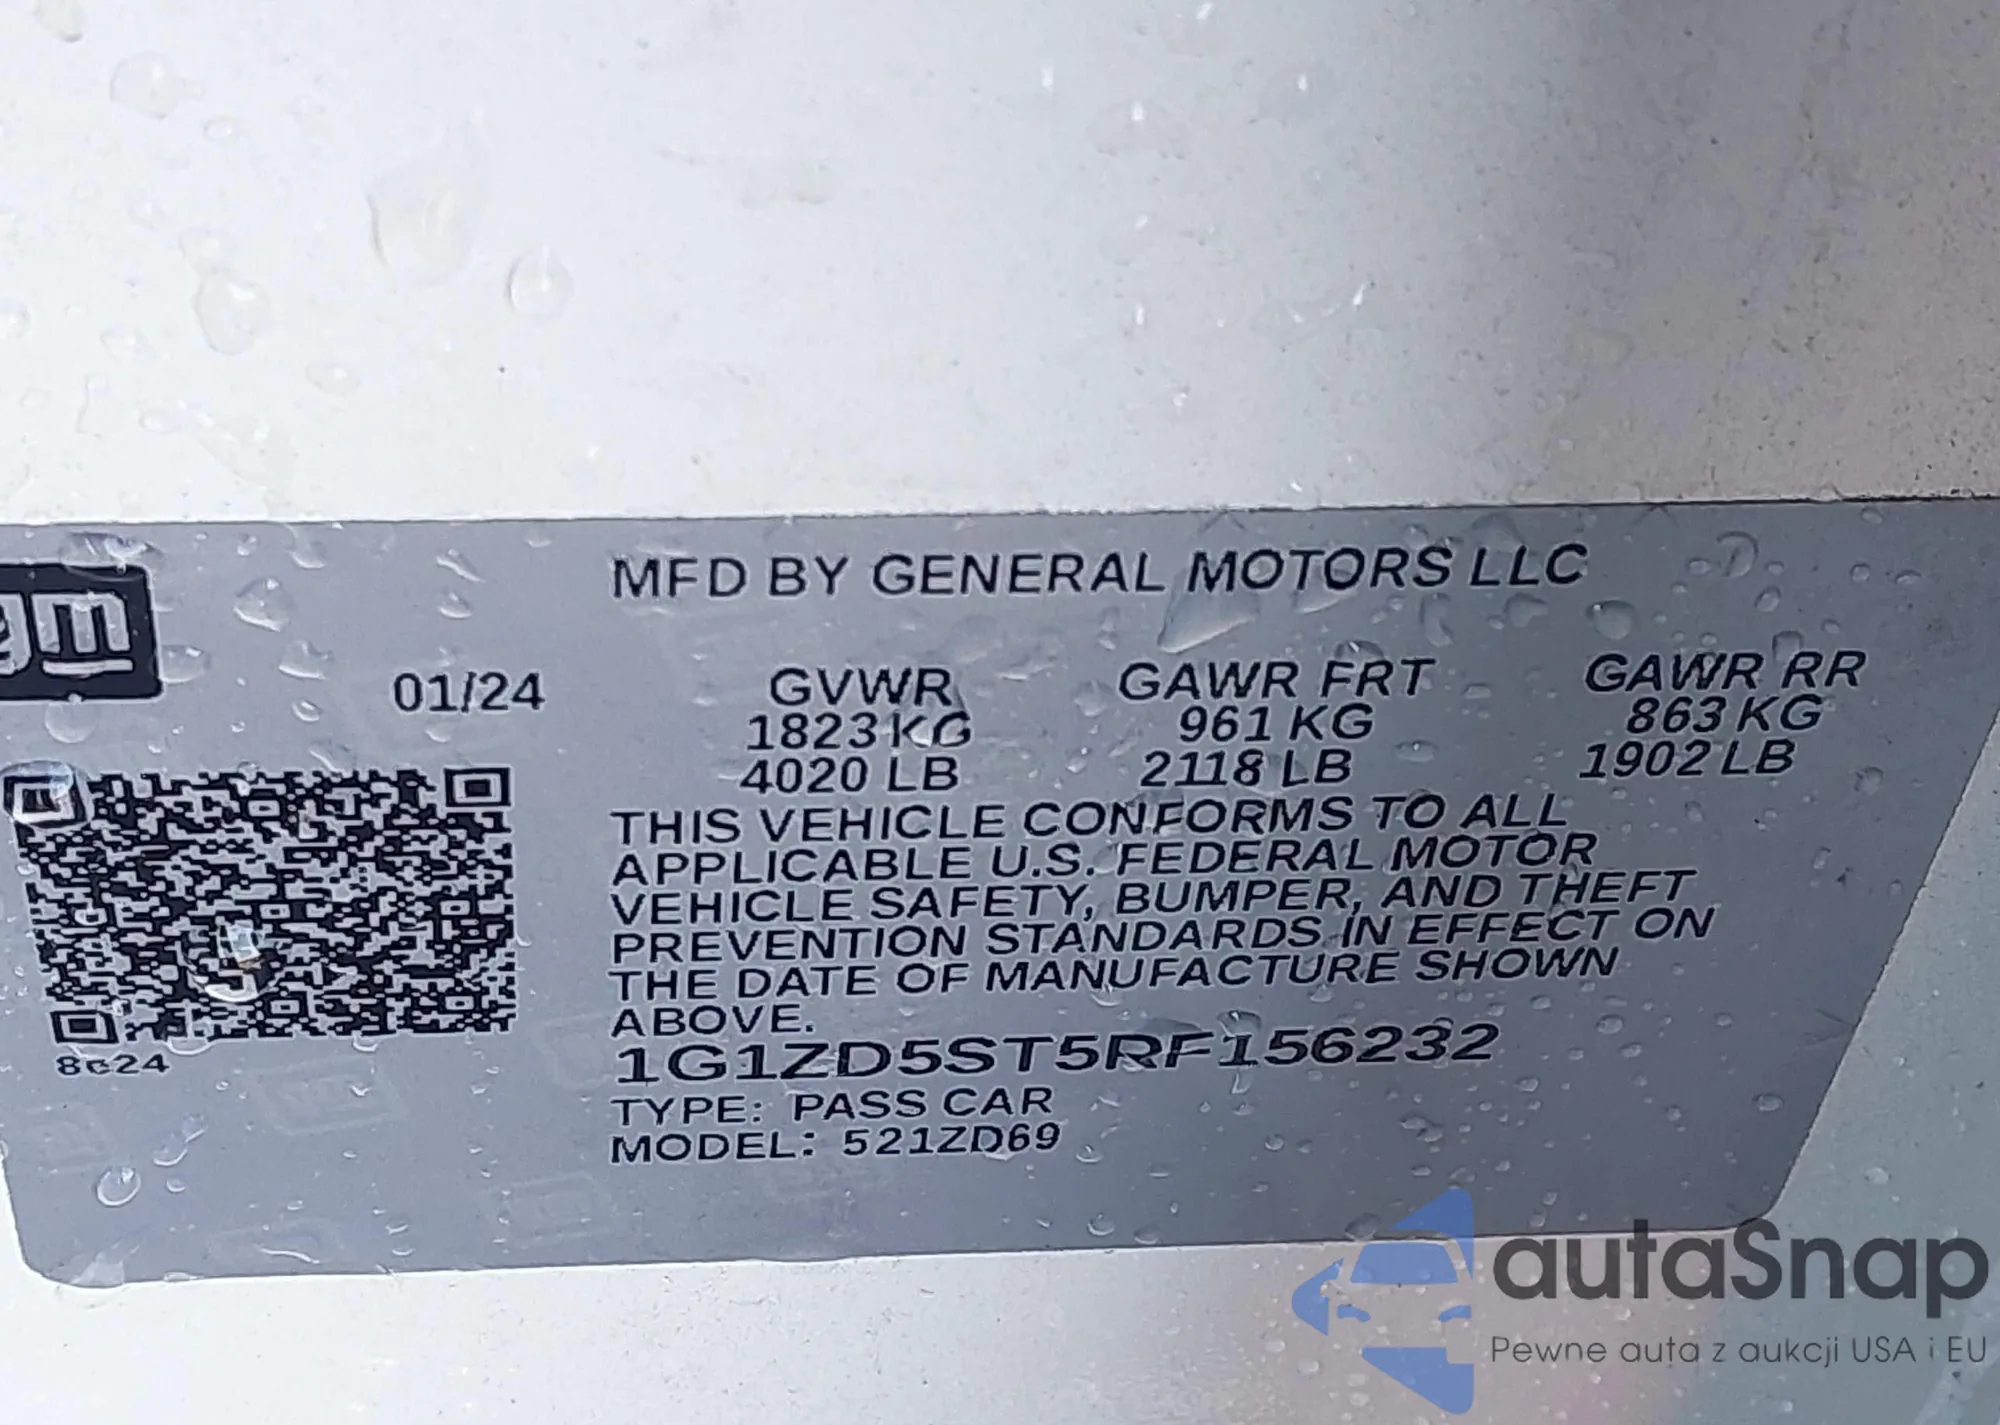 MFD BY GENERAL MOTORS LLC
01/24 GVWR GAWR FRT GAWR RR
1823 KG 961 KG 863 KG
4020 LB 2118 LB 1902 LB
THIS VEHICLE CONFORMS TO ALL
APPLICABLE U.S. FEDERAL MOTOR
VEHICLE SAFETY, BUMPER, AND THEFT
PREVENTION STANDARDS IN EFFECT ON
THE DATE OF MANUFACTURE SHOWN
ABOVE.
1G1ZD5ST5RF156232
TYPE: PASS CAR
MODEL: 521ZD69
autaSnap
Pewne auta z aukcji USA i EU